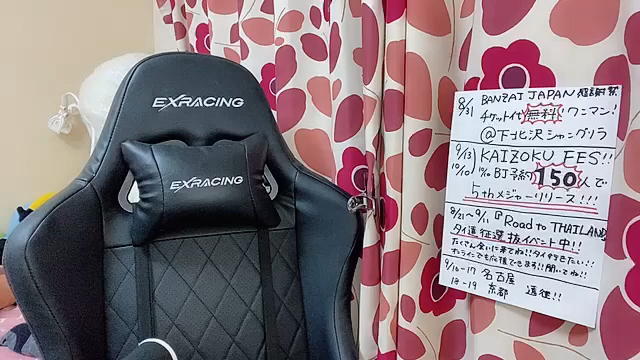 EXRACING
EXRACING
8/31 BANZAI JAPAN 感謝祭
チケット代 無料! ワンマン!
@下北沢シャングリラ
9/13 KAIZOKU FES!!
10/10 10/10 BJ予約150人で
5thメジャーリリース!!!
8/21〜9/11『Road to THAILAND』
タイ遠征選抜イベント中!!
たくさん会いに来てね!!タイ行きたい!!
オンラインでも応援できます!!聞いてね!!
9/16-17 名古屋
18-19 京都 遠征!!